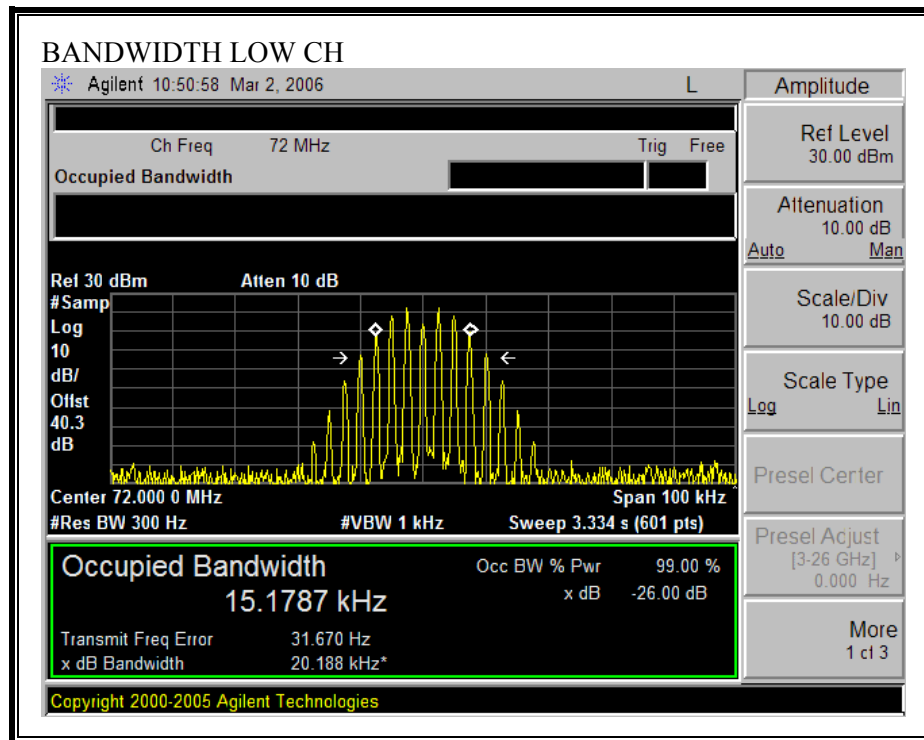 BANDWIDTH LOW CH
Agilent 10:50:58 Mar 2, 2006 L
Amplitude
Ch Freq 72 MHz Trig Free
Occupied Bandwidth
Ref Level
30.00 dBm
Attenuation
10.00 dB
Auto Man
Scale/Div
10.00 dB
Scale Type
Log Lin
Presel Center
Presel Adjust
[3-26 GHz]
0.000 Hz
More
1 of 3
Ref 30 dBm Atten 10 dB
#Samp
Log
10
dB/
Offst
40.3
dB
Center 72.000 0 MHz Span 100 kHz
#Res BW 300 Hz #VBW 1 kHz Sweep 3.334 s (601 pts)
Occupied Bandwidth Occ BW % Pwr 99.00 %
15.1787 kHz x dB -26.00 dB
Transmit Freq Error 31.670 Hz
x dB Bandwidth 20.188 kHz*
Copyright 2000-2005 Agilent Technologies